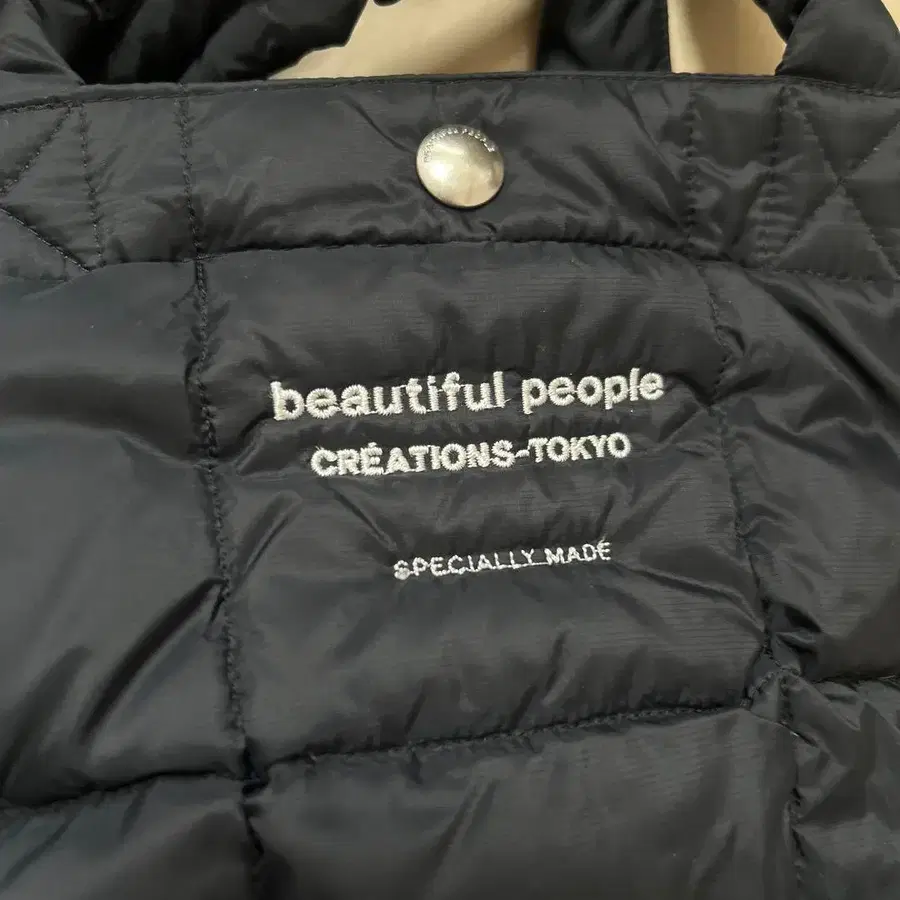 beautiful people
CRÉATIONS-TOKYO
SPECIALLY MADE